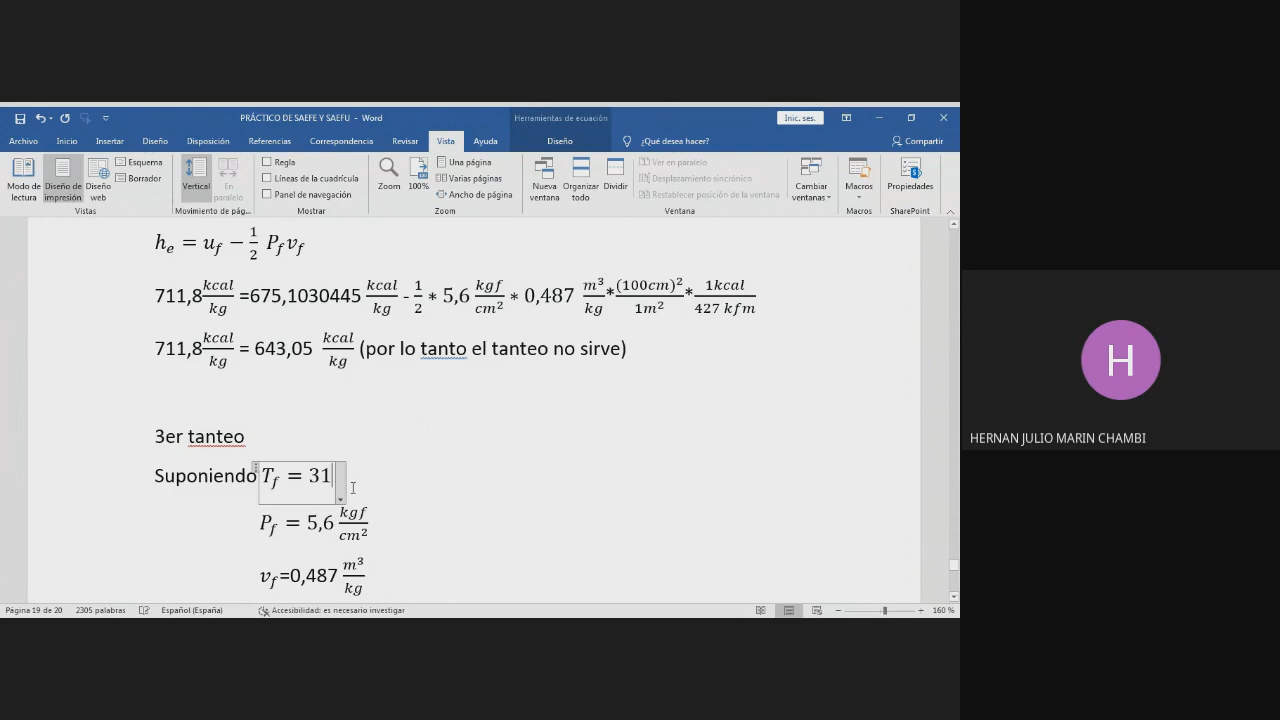 PRÁCTICO DE SAEFE Y SAEFU - Word
Herramientas de ecuación
Inic. ses.
Archivo Inicio Insertar Diseño Disposición Referencias Correspondencia Revisar Vista Ayuda Diseño ¿Qué desea hacer? Compartir
Modo de lectura
Diseño de impresión
Diseño web
Esquema
Borrador
Vistas
Vertical
En paralelo
Movimiento de pág...
Regla
Líneas de la cuadrícula
Panel de navegación
Mostrar
Zoom
100%
Una página
Varias páginas
Ancho de página
Zoom
Nueva ventana
Organizar todo
Dividir
Ver en paralelo
Desplazamiento sincrónico
Restablecer posición de la ventana
Ventana
Cambiar ventanas
Macros
Macros
Propiedades
SharePoint
h_e = u_f − 1/2 P_f v_f
711,8 kcal/kg =675,1030445 kcal/kg - 1/2 * 5,6 kgf/cm² * 0,487 m³/kg * (100cm)²/1m² * 1kcal/427 kfm
711,8 kcal/kg = 643,05 kcal/kg (por lo tanto el tanteo no sirve)
3er tanteo
Suponiendo T_f = 31
P_f = 5,6 kgf/cm²
v_f=0,487 m³/kg
Página 19 de 20 2305 palabras Español (España) Accesibilidad: es necesario investigar 160 %
H
HERNAN JULIO MARIN CHAMBI